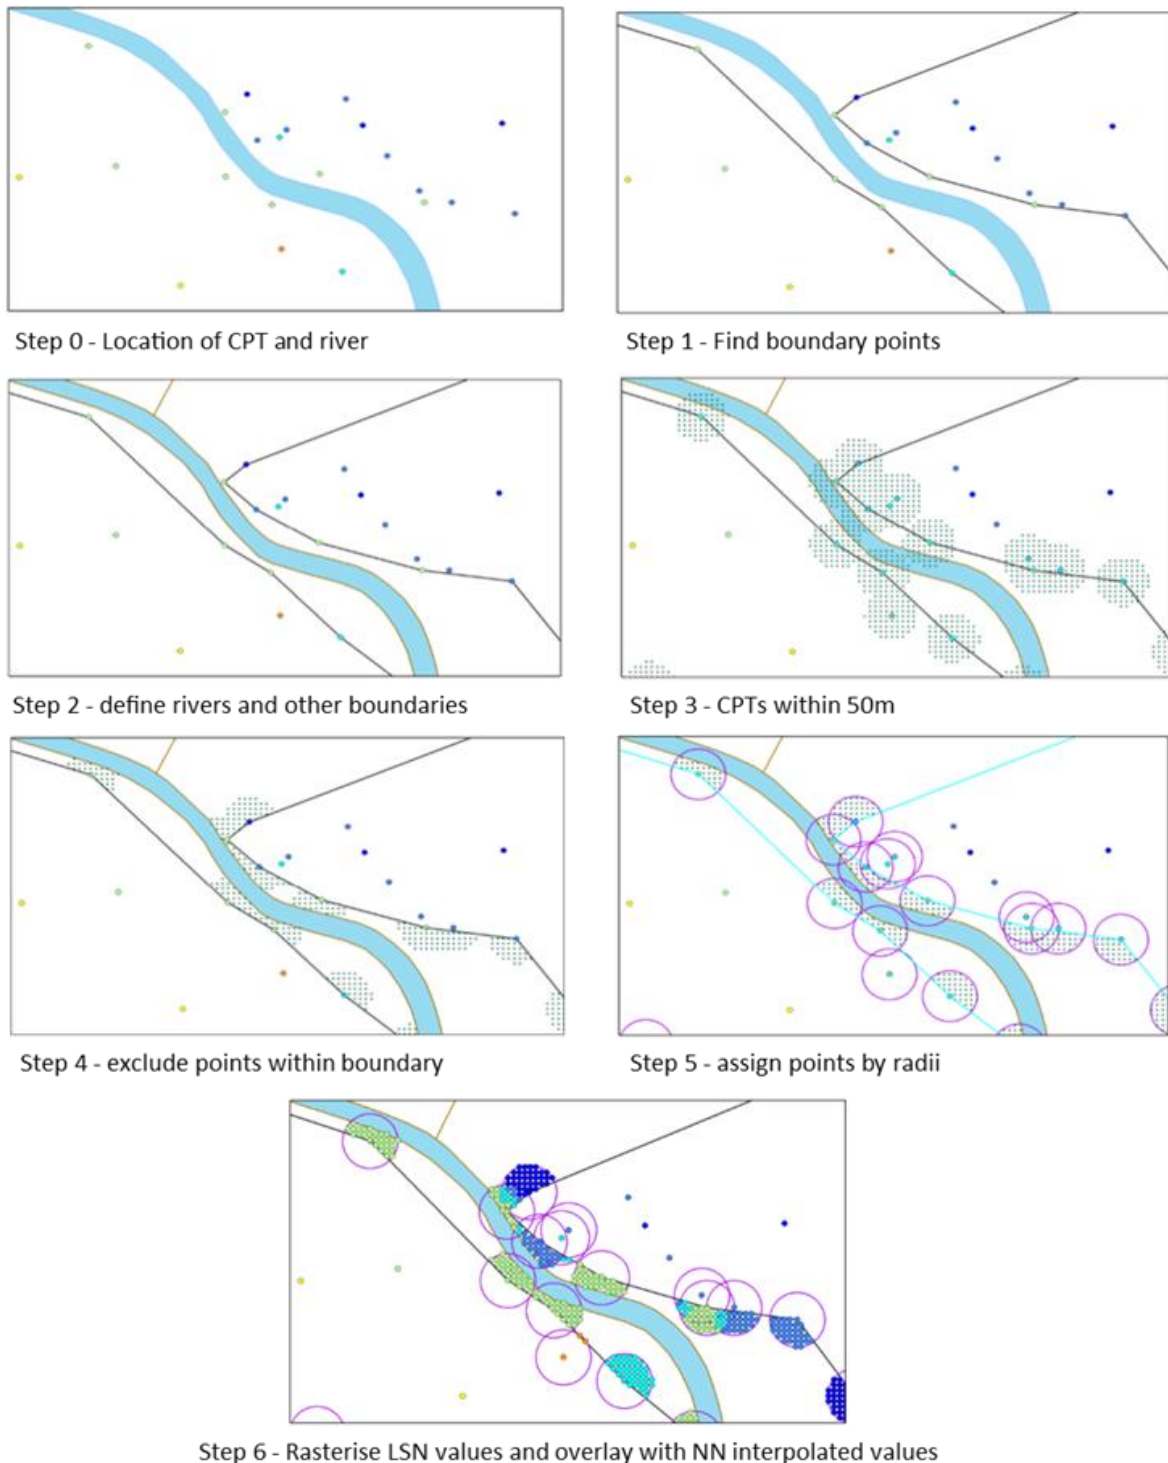 Step 0 - Location of CPT and river
Step 1 - Find boundary points
Step 2 - define rivers and other boundaries
Step 3 - CPTs within 50m
Step 4 - exclude points within boundary
Step 5 - assign points by radii
Step 6 - Rasterise LSN values and overlay with NN interpolated values